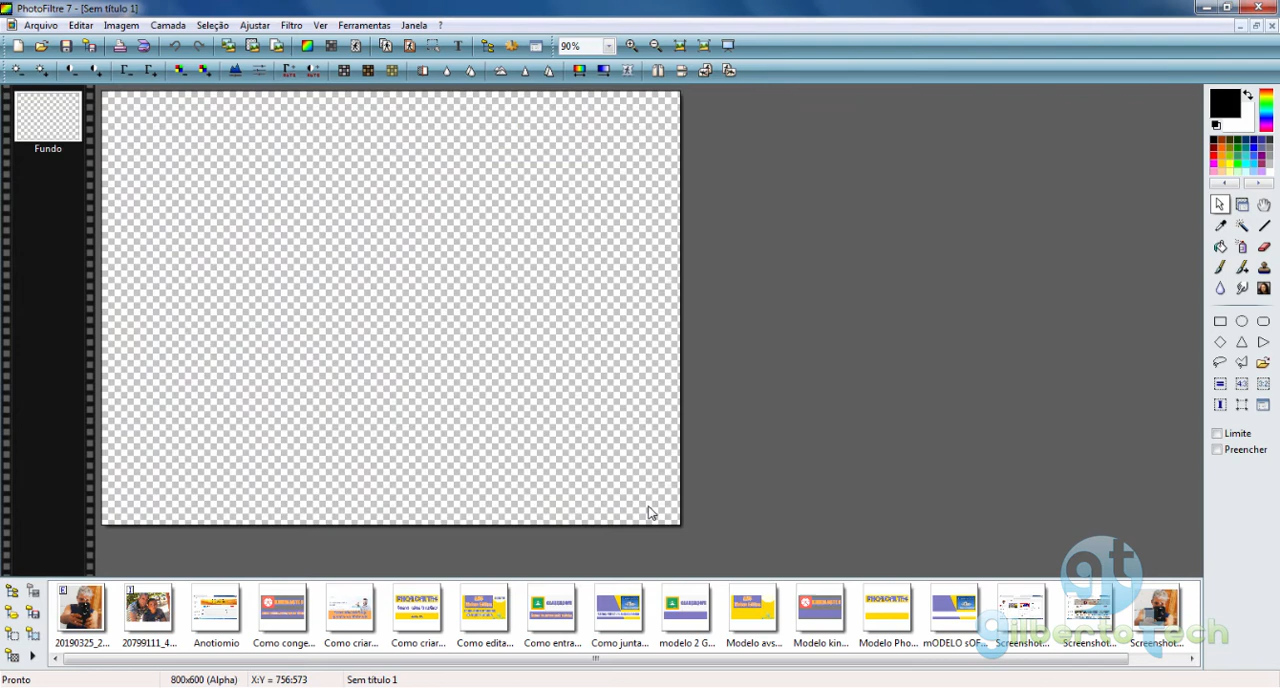 PhotoFiltre 7 - [Sem título 1]
Arquivo Editar Imagem Camada Seleção Ajustar Filtro Ver Ferramentas Janela ?
90%
Fundo
Limite
Preencher
20190325_2... 20799111_4... Anotiomio Como conge... Como criar... Como criar... Como edita... Como entra... Como junta... modelo 2 G... Modelo avs... Modelo kin... Modelo Pho... mODELO sOF... Screenshot... Screenshot... Screenshot...
gilbertoTech
Pronto 800x600 (Alpha) X:Y = 756:573 Sem título 1